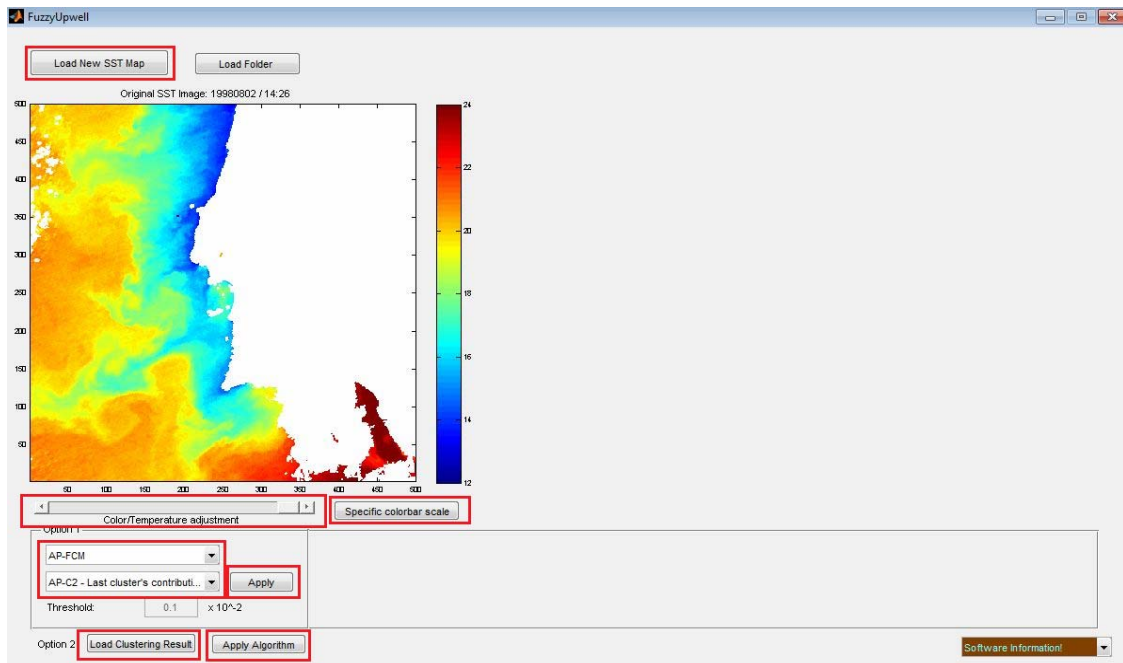 FuzzyUpwell
Load New SST Map
Load Folder
Original SST Image: 19980802 / 14:26
500
450
400
350
300
250
200
150
100
50
50 100 150 200 250 300 350 400 450 500
24
22
20
18
16
14
12
Color/Temperature adjustment
Specific colorbar scale
Option 1
AP-FCM
AP-C2 - Last cluster's contributi...
Apply
Threshold: 0.1 x 10^-2
Option 2 Load Clustering Result Apply Algorithm
Software Information!